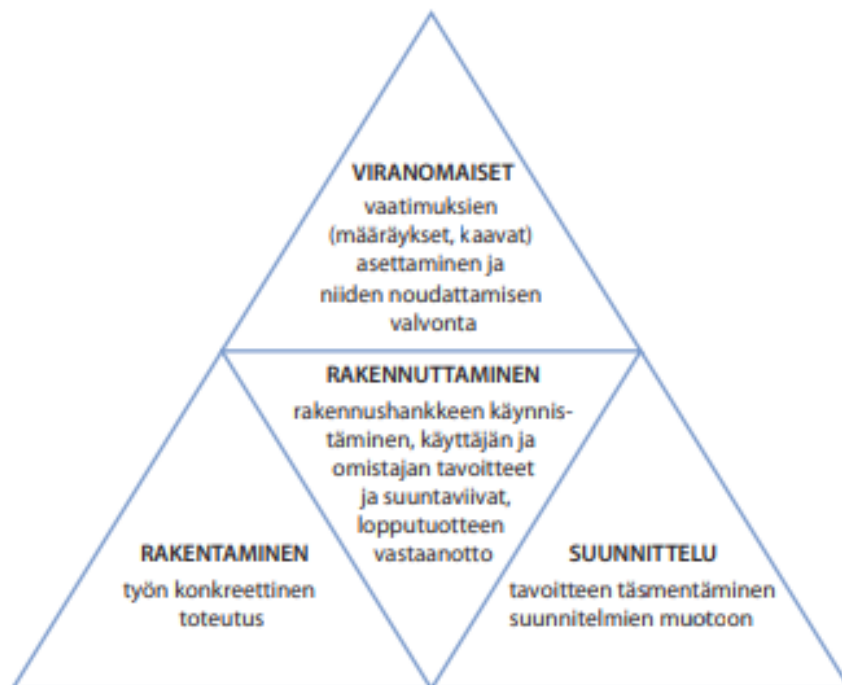 VIRANOMAISET
vaatimuksien
(määräykset, kaavat)
asettaminen ja
niiden noudattamisen
valvonta
RAKENNUTTAMINEN
rakennushankkeen käynnis-
täminen, käyttäjän ja
omistajan tavoitteet
ja suuntaviivat,
lopputuotteen
vastaanotto
RAKENTAMINEN
työn konkreettinen
toteutus
SUUNNITTELU
tavoitteen täsmentäminen
suunnitelmien muotoon